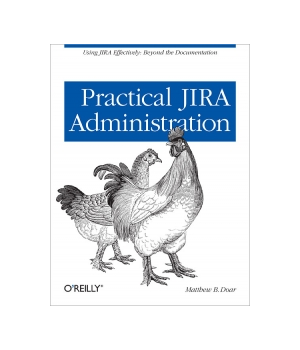 Using JIRA Effectively: Beyond the Documentation
Practical JIRA
Administration
O'REILLY®
Matthew B. Doar